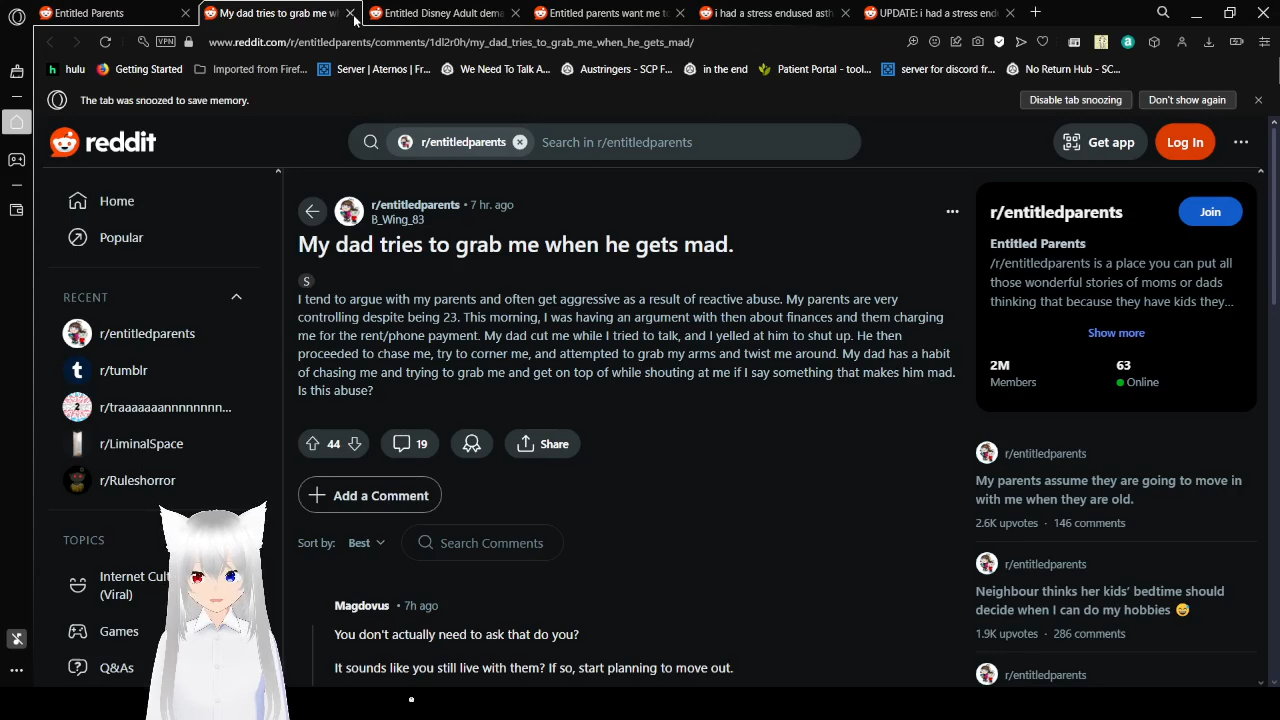 Entitled Parents
My dad tries to grab me wh
Entitled Disney Adult dema
Entitled parents want me to
i had a stress endused asth
UPDATE: i had a stress end
VPN
www.reddit.com/r/entitledparents/comments/1dl2r0h/my_dad_tries_to_grab_me_when_he_gets_mad/
hulu
Getting Started
Imported from Firef...
Server | Aternos | Fr...
We Need To Talk A...
Austringers - SCP F...
in the end
Patient Portal - tool...
server for discord fr...
No Return Hub - SC...
The tab was snoozed to save memory.
Disable tab snoozing
Don't show again
reddit
r/entitledparents
Search in r/entitledparents
Get app
Log In
Home
Popular
RECENT
r/entitledparents
r/tumblr
r/traaaaaaannnnnnnn...
r/LiminalSpace
r/Ruleshorror
TOPICS
Internet Cult
(Viral)
Games
Q&As
r/entitledparents • 7 hr. ago
B_Wing_83
My dad tries to grab me when he gets mad.
S
I tend to argue with my parents and often get aggressive as a result of reactive abuse. My parents are very
controlling despite being 23. This morning, I was having an argument with then about finances and them charging
me for the rent/phone payment. My dad cut me while I tried to talk, and I yelled at him to shut up. He then
proceeded to chase me, try to corner me, and attempted to grab my arms and twist me around. My dad has a habit
of chasing me and trying to grab me and get on top of while shouting at me if I say something that makes him mad.
Is this abuse?
44
19
Share
Add a Comment
Sort by: Best
Search Comments
Magdovus • 7h ago
You don't actually need to ask that do you?
It sounds like you still live with them? If so, start planning to move out.
r/entitledparents
Join
Entitled Parents
/r/entitledparents is a place you can put all
those wonderful stories of moms or dads
thinking that because they have kids they...
Show more
2M
Members
63
Online
r/entitledparents
My parents assume they are going to move in
with me when they are old.
2.6K upvotes · 146 comments
r/entitledparents
Neighbour thinks her kids' bedtime should
decide when I can do my hobbies 😅
1.9K upvotes · 286 comments
r/entitledparents